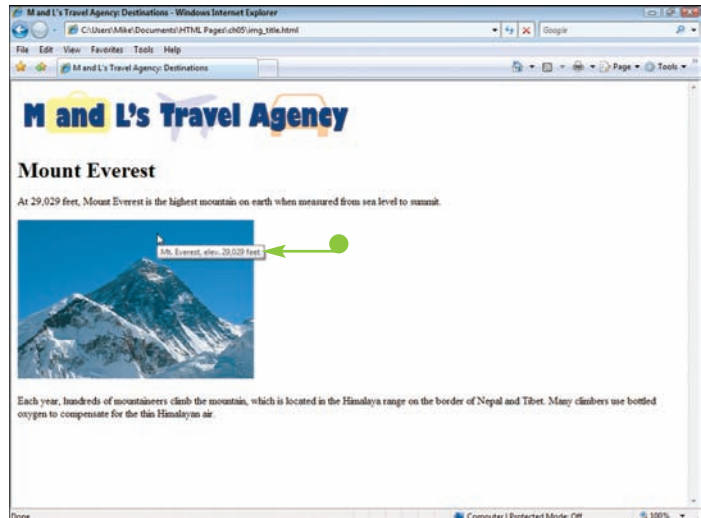 M and L's Travel Agency: Destinations - Windows Internet Explorer
C:\Users\Mike\Documents\HTML Pages\ch05\img_title.html
Google
File Edit View Favorites Tools Help
M and L's Travel Agency: Destinations
Page Tools
M and L's Travel Agency
Mount Everest
At 29,029 feet, Mount Everest is the highest mountain on earth when measured from sea level to summit.
Mt. Everest, elev. 29,029 feet
Each year, hundreds of mountaineers climb the mountain, which is located in the Himalaya range on the border of Nepal and Tibet. Many climbers use bottled
oxygen to compensate for the thin Himalayan air.
Done
Computer | Protected Mode: Off
100%